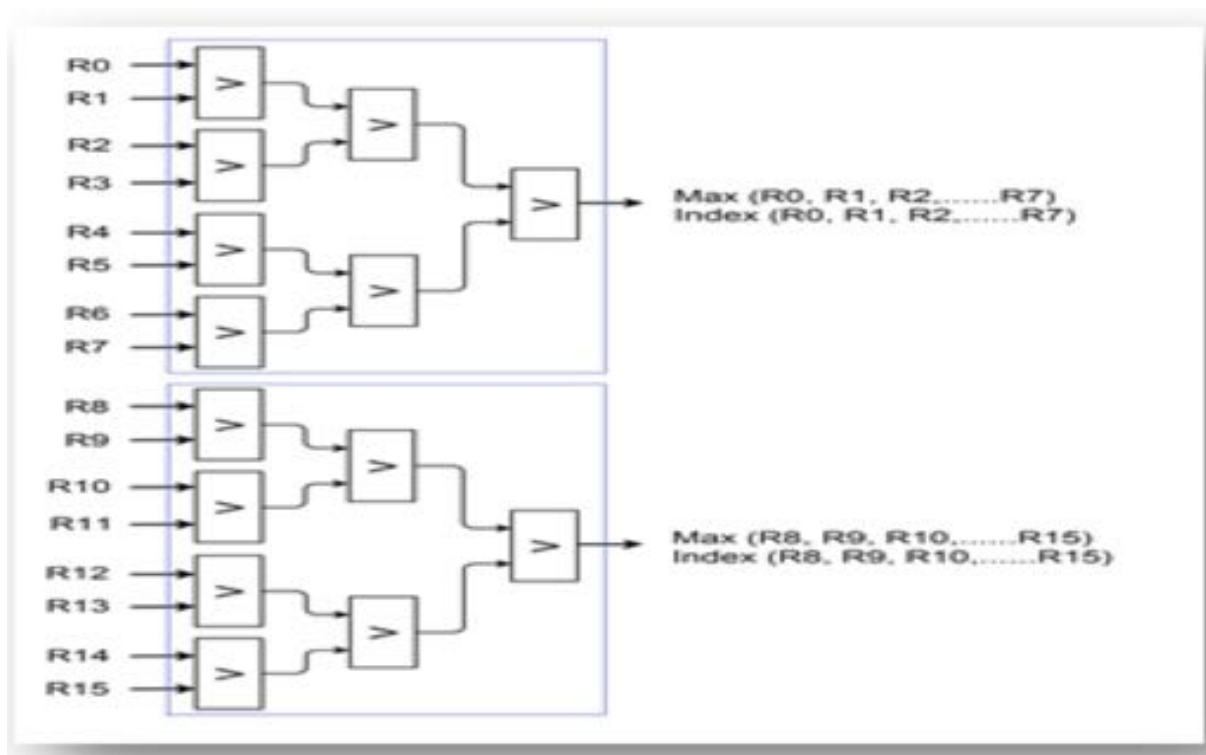 R0
R1
>
R2
R3
>
>
R4
R5
>
R6
R7
>
>
>
Max (R0, R1, R2,......R7)
Index (R0, R1, R2,......R7)
R8
R9
>
R10
R11
>
>
R12
R13
>
R14
R15
>
>
>
Max (R8, R9, R10,......R15)
Index (R8, R9, R10,......R15)